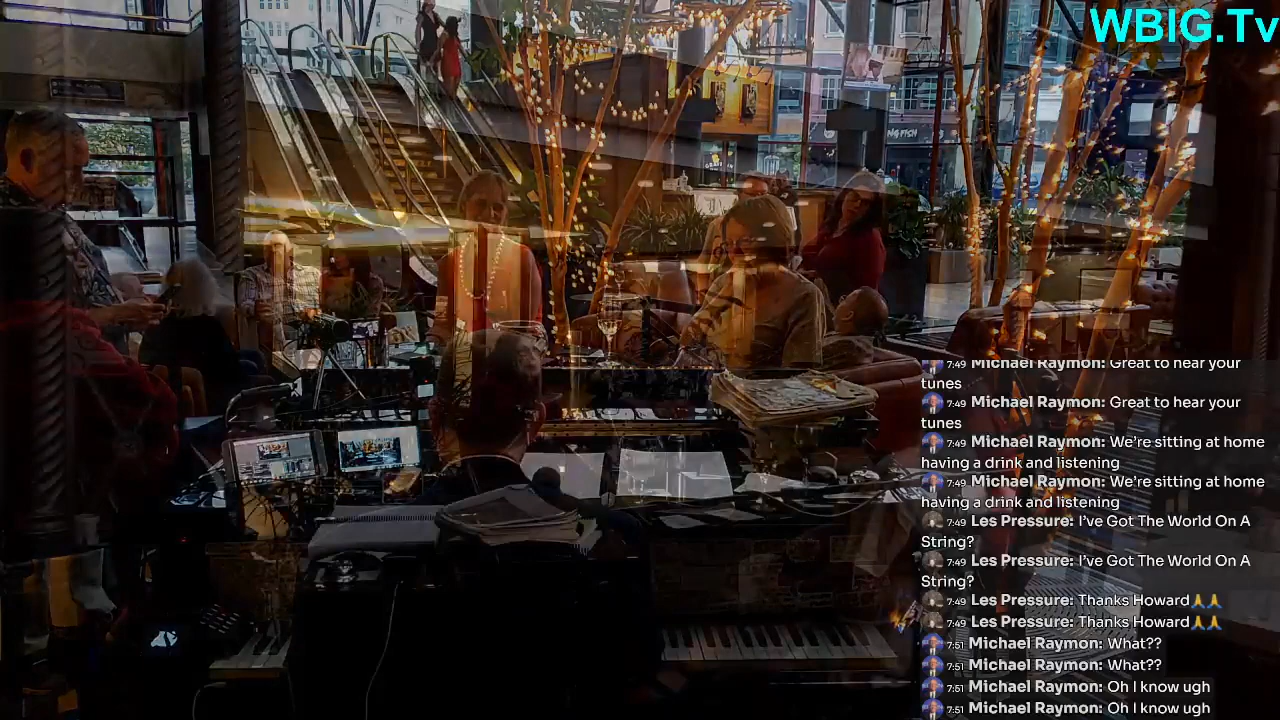 WBIG.Tv
7:49 Michael Raymon: Great to hear your
tunes
7:49 Michael Raymon: Great to hear your
tunes
7:49 Michael Raymon: We're sitting at home
having a drink and listening
7:49 Michael Raymon: We're sitting at home
having a drink and listening
7:49 Les Pressure: I've Got The World On A
String?
7:49 Les Pressure: I've Got The World On A
String?
7:49 Les Pressure: Thanks Howard🙏🙏
7:49 Les Pressure: Thanks Howard🙏🙏
7:51 Michael Raymon: What??
7:51 Michael Raymon: What??
7:51 Michael Raymon: Oh I know ugh
7:51 Michael Raymon: Oh I know ugh